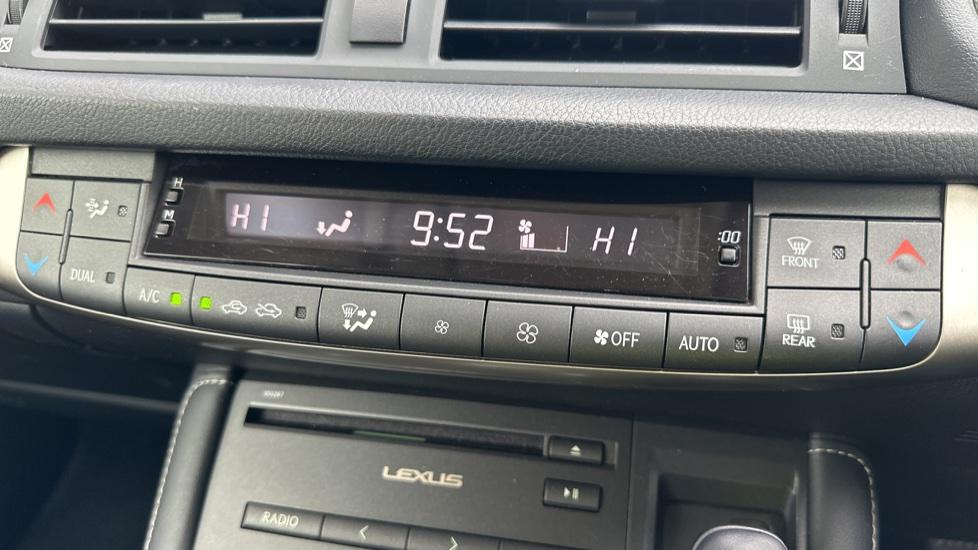 H
M
HI 9:52 HI
:00
FRONT
DUAL
A/C
OFF
AUTO
REAR
LEXUS
RADIO